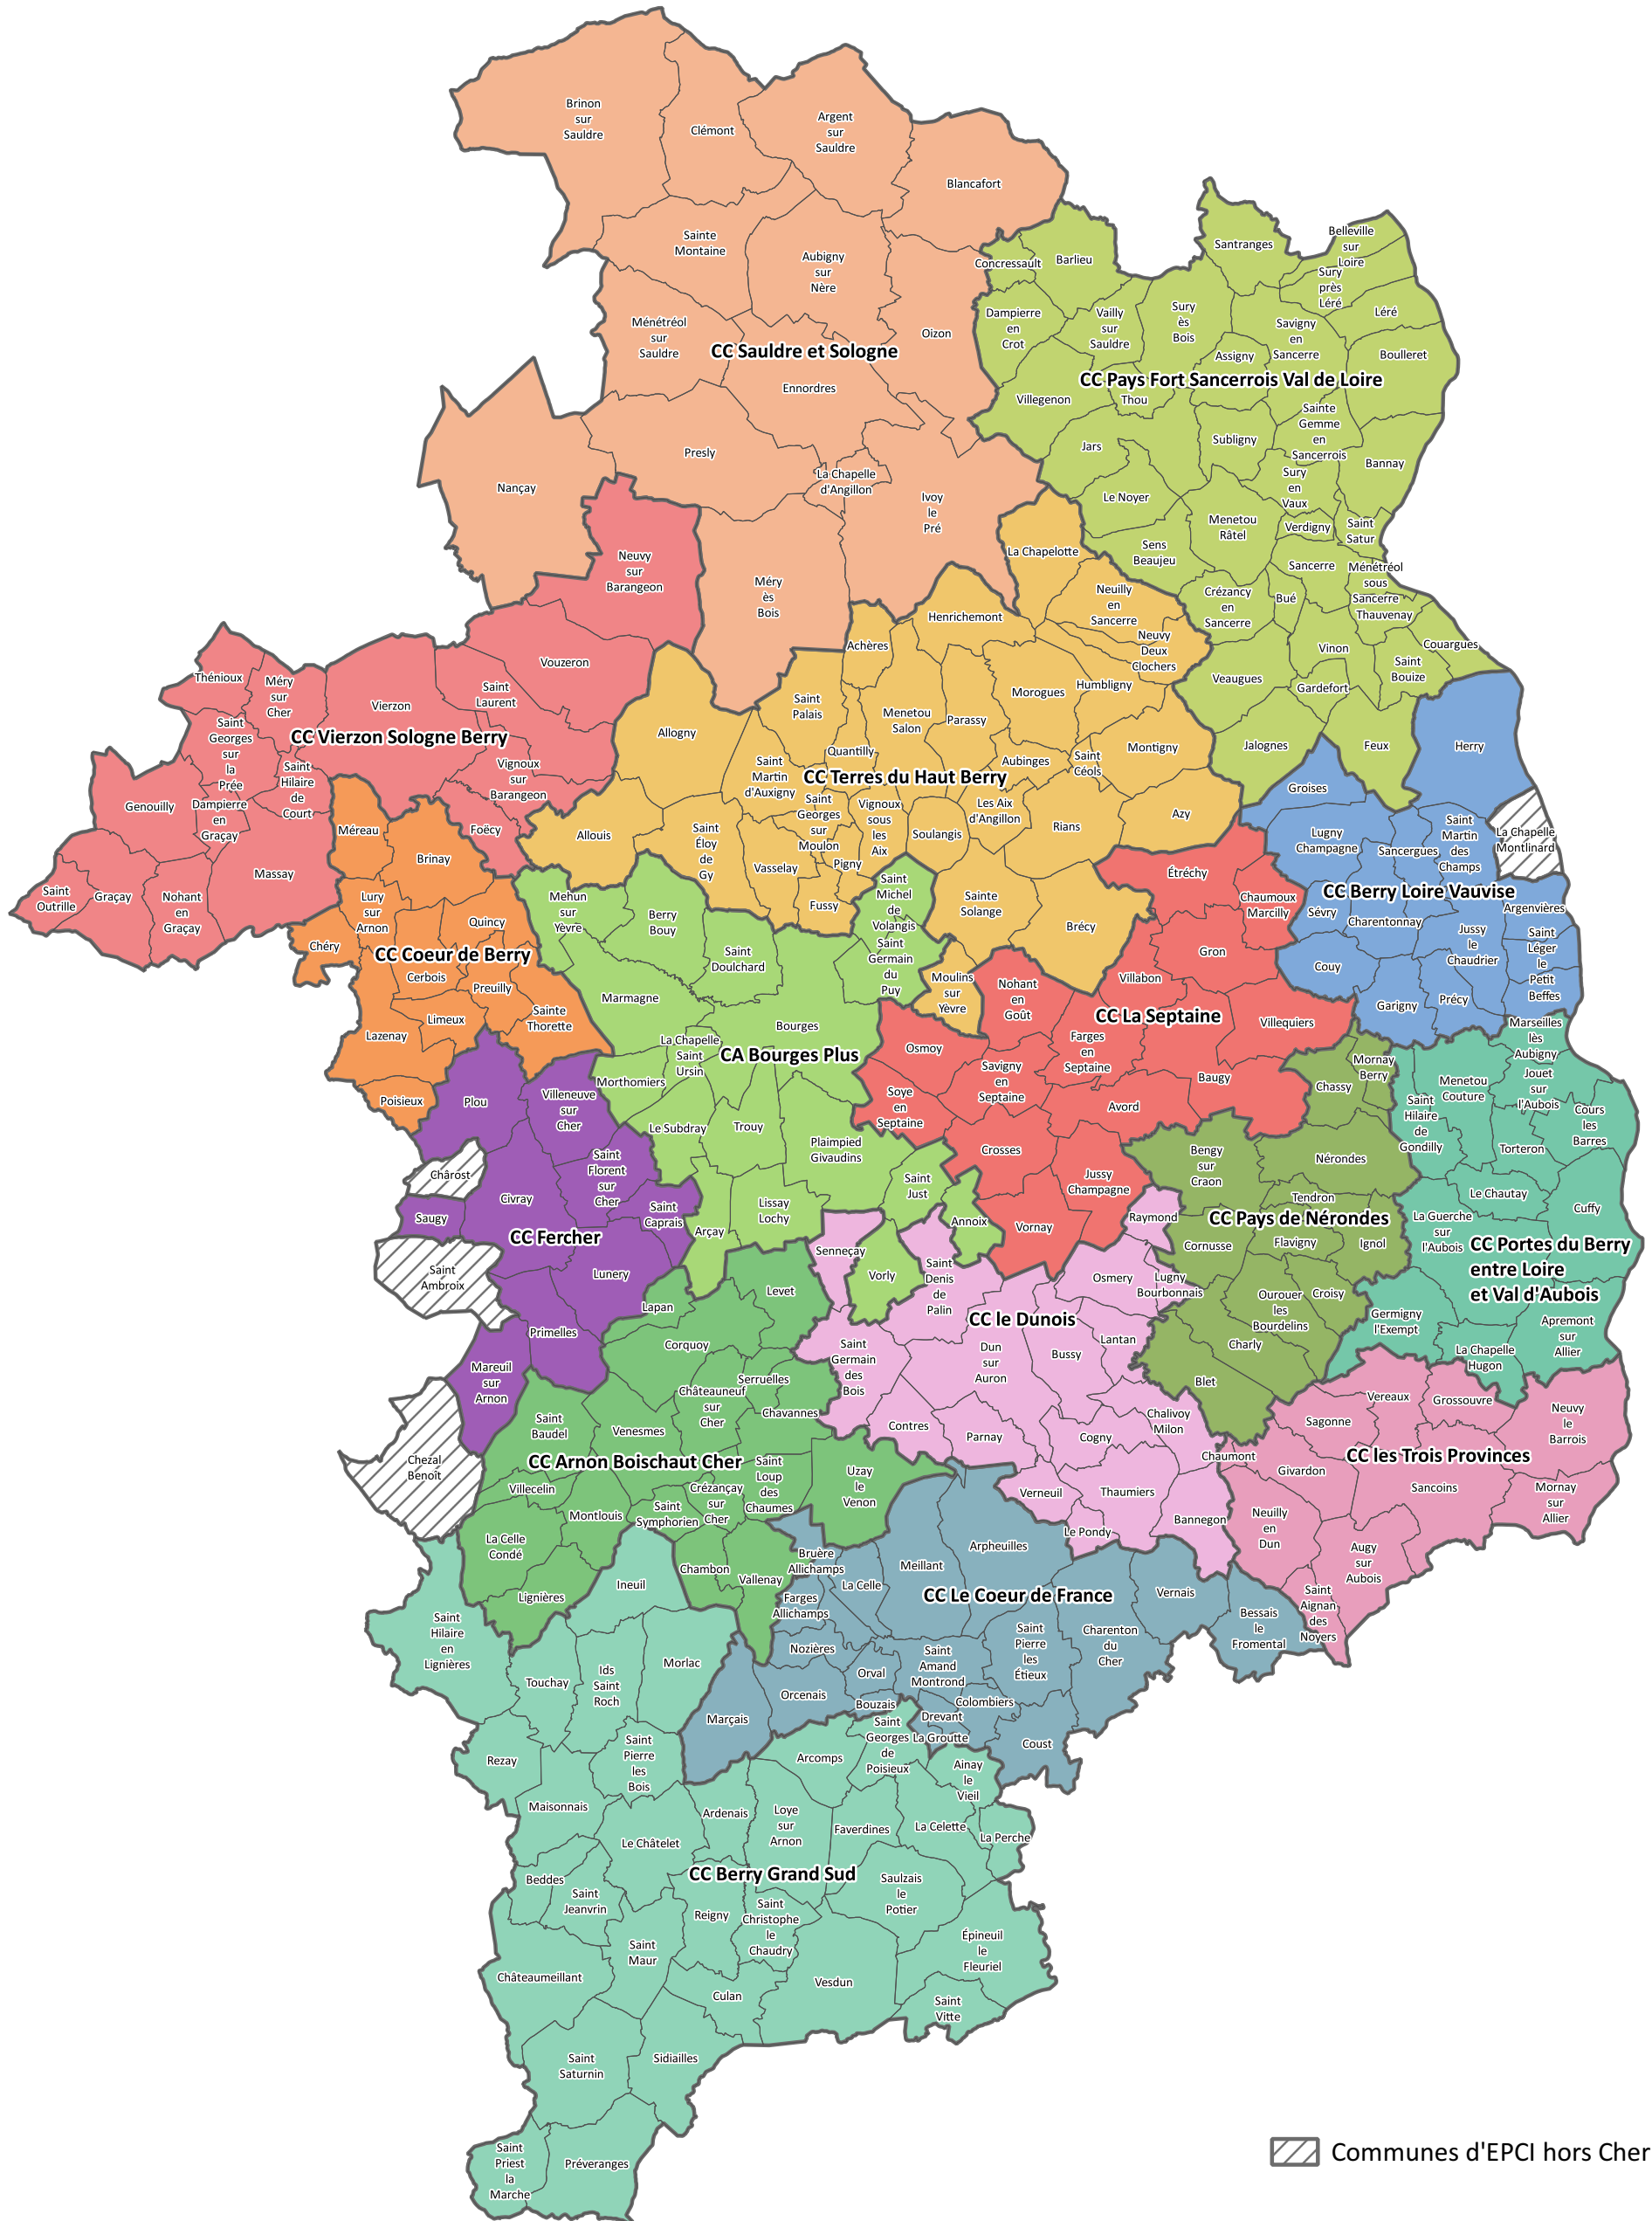 Brinon
sur
Sauldre
Clémont
Argent
sur
Sauldre
Blancafort
Sainte
Montaine
Aubigny
sur
Nère
Ménétréol
sur
Sauldre
Oizon
CC Sauldre et Sologne
Ennordres
Presly
La Chapelle
d'Angillon
Nançay
Ivoy
le
Pré
Méry
ès
Bois
Concressault
Barlieu
Santranges
Belleville
sur
Loire
Sury
près
Léré
Léré
Dampierre
en
Crot
Vailly
sur
Sauldre
Sury
ès
Bois
Savigny
en
Sancerre
Assigny
Boulleret
CC Pays Fort Sancerrois Val de Loire
Villegenon
Thou
Sainte
Gemme
en
Sancerrois
Jars
Subligny
Bannay
Le Noyer
Sury
en
Vaux
Menetou
Râtel
Verdigny
Saint
Satur
Sens
Beaujeu
Sancerre
Ménétréol
sous
Sancerre
Crézancy
en
Sancerre
Bué
Thauvenay
Vinon
Couargues
Saint
Bouize
Veaugues
Gardefort
Jalognes
Feux
Neuvy
sur
Barangeon
Vouzeron
Thénioux
Méry
sur
Cher
Vierzon
Saint
Laurent
Saint
Georges
sur
la
Prée
CC Vierzon Sologne Berry
Saint
Hilaire
de
Court
Vignoux
sur
Barangeon
Genouilly
Dampierre
en
Graçay
Foëcy
Massay
Saint
Outrille
Graçay
Nohant
en
Graçay
La Chapelotte
Neuilly
en
Sancerre
Henrichemont
Achères
Neuvy
Deux
Clochers
Humbligny
Morogues
Saint
Palais
Menetou
Salon
Parassy
Allogny
Quantilly
Montigny
Saint
Martin
d'Auxigny
Aubinges
Saint
Céols
CC Terres du Haut Berry
Saint
Georges
sur
Moulon
Vignoux
sous
les
Aix
Les Aix
d'Angillon
Soulangis
Rians
Azy
Allouis
Saint
Éloy
de
Gy
Vasselay
Pigny
Fussy
Sainte
Solange
Brécy
Moulins
sur
Yèvre
Herry
Groises
La Chapelle
Montlinard
Lugny
Champagne
Sancergues
Saint
Martin
des
Champs
CC Berry Loire Vauvise
Sévry
Charentonnay
Argenvières
Jussy
le
Chaudrier
Saint
Léger
le
Petit
Couy
Garigny
Précy
Beffes
Méreau
Brinay
Lury
sur
Arnon
Quincy
Chéry
CC Coeur de Berry
Cerbois
Preuilly
Limeux
Sainte
Thorette
Lazenay
Poisieux
Mehun
sur
Yèvre
Berry
Bouy
Saint
Doulchard
Saint
Michel
de
Volangis
Saint
Germain
du
Puy
Marmagne
Bourges
La Chapelle
Saint
Ursin
CA Bourges Plus
Morthomiers
Le Subdray
Trouy
Plaimpied
Givaudins
Saint
Just
Lissay
Lochy
Arçay
Annoix
Vorly
Étréchy
Chaumoux
Marcilly
Gron
Villabon
Nohant
en
Goût
CC La Septaine
Villequiers
Osmoy
Farges
en
Septaine
Savigny
en
Septaine
Baugy
Soye
en
Septaine
Avord
Crosses
Jussy
Champagne
Vornay
Mornay
Berry
Chassy
Bengy
sur
Craon
Nérondes
Tendron
CC Pays de Nérondes
Cornusse
Flavigny
Ignol
Ourouer
les
Bourdelins
Croisy
Charly
Blet
Marseilles
lès
Aubigny
Menetou
Couture
Jouet
sur
l'Aubois
Saint
Hilaire
de
Gondilly
Cours
les
Barres
Torteron
Le Chautay
Cuffy
La Guerche
sur
l'Aubois
CC Portes du Berry
entre Loire
et Val d'Aubois
Germigny
l'Exempt
Apremont
sur
Allier
La Chapelle
Hugon
Plou
Villeneuve
sur
Cher
Chârost
Saint
Florent
sur
Cher
Civray
Saugy
Saint
Caprais
CC Fercher
Saint
Ambroix
Lunery
Primelles
Mareuil
sur
Arnon
Chezal
Benoît
Senneçay
Raymond
Saint
Denis
de
Palin
Osmery
Lugny
Bourbonnais
CC le Dunois
Saint
Germain
des
Bois
Dun
sur
Auron
Bussy
Lantan
Contres
Parnay
Cogny
Chalivoy
Milon
Verneuil
Thaumiers
Bannegon
Le Pondy
Levet
Lapan
Corquoy
Serruelles
Châteauneuf
sur
Cher
Chavannes
Saint
Baudel
Venesmes
CC Arnon Boischaut Cher
Villecelin
Saint
Loup
des
Chaumes
Uzay
le
Venon
Crézançay
sur
Cher
Montlouis
Saint
Symphorien
La Celle
Condé
Chambon
Vallenay
Lignières
Vereaux
Grossouvre
Neuvy
le
Barrois
Sagonne
Chaumont
CC les Trois Provinces
Givardon
Sancoins
Mornay
sur
Allier
Neuilly
en
Dun
Augy
sur
Aubois
Saint
Aignan
des
Noyers
Bruère
Allichamps
La Celle
Meillant
Arpheuilles
CC Le Coeur de France
Farges
Allichamps
Vernais
Bessais
le
Fromental
Nozières
Saint
Amand
Montrond
Saint
Pierre
les
Étieux
Charenton
du
Cher
Orval
Orcenais
Bouzais
Colombiers
Drevant
La Groutte
Marçais
Coust
Ineuil
Saint
Hilaire
en
Lignières
Touchay
Ids
Saint
Roch
Morlac
Saint
Georges
de
Poisieux
Rezay
Saint
Pierre
les
Bois
Arcomps
Ainay
le
Vieil
Maisonnais
Ardenais
Loye
sur
Arnon
Faverdines
La Celette
La Perche
Le Châtelet
CC Berry Grand Sud
Beddes
Saint
Jeanvrin
Saulzais
le
Potier
Reigny
Saint
Christophe
le
Chaudry
Saint
Maur
Épineuil
le
Fleuriel
Châteaumeillant
Vesdun
Culan
Saint
Vitte
Saint
Saturnin
Sidiailles
Saint
Priest
la
Marche
Préveranges
Communes d'EPCI hors Cher